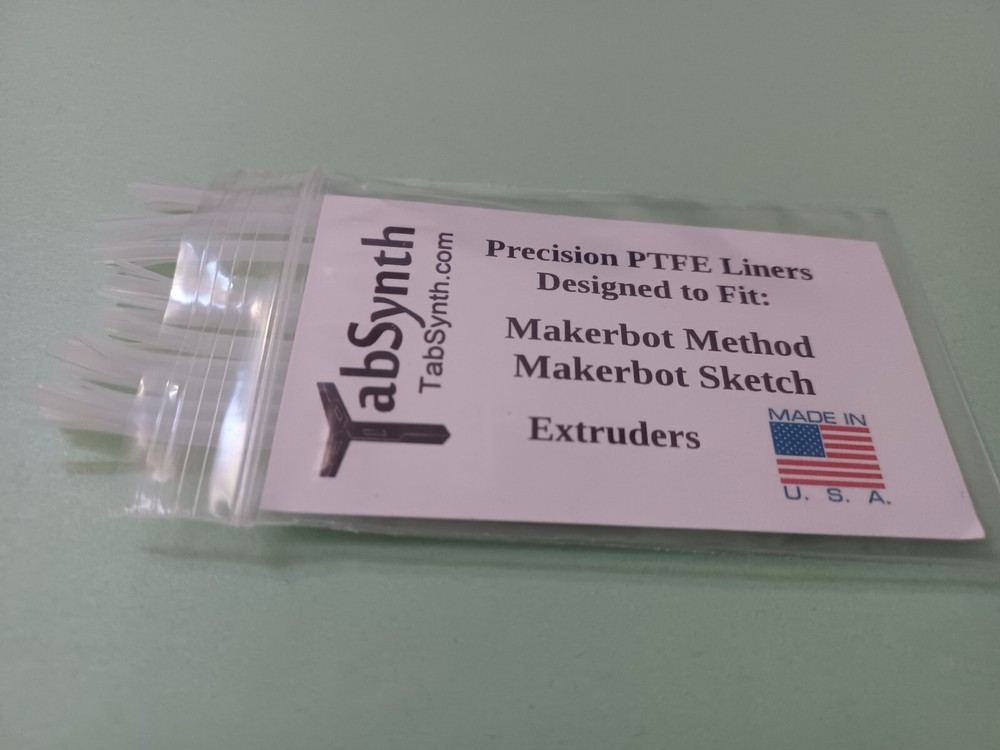 TabSynth
TabSynth.com
Precision PTFE Liners
Designed to Fit:
Makerbot Method
Makerbot Sketch
Extruders
MADE IN
U. S. A.